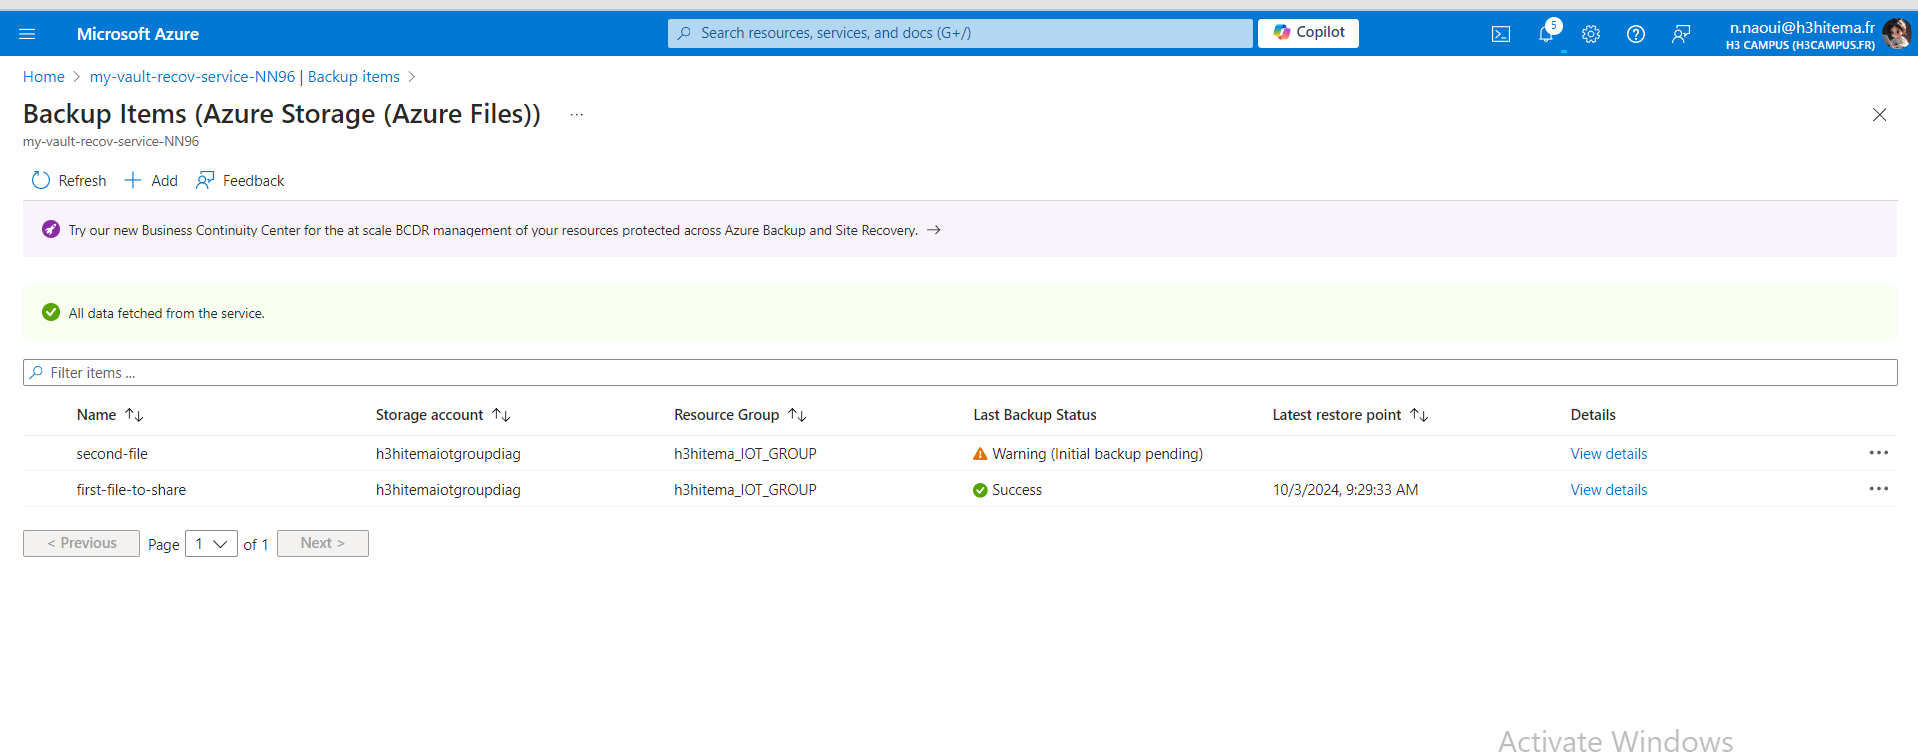 Microsoft Azure
Search resources, services, and docs (G+/)
Copilot
5
n.naoui@h3hitema.fr
H3 CAMPUS (H3CAMPUS.FR)
Home > my-vault-recov-service-NN96 | Backup items >
Backup Items (Azure Storage (Azure Files)) ...
my-vault-recov-service-NN96
Refresh + Add Feedback
Try our new Business Continuity Center for the at scale BCDR management of your resources protected across Azure Backup and Site Recovery. →
All data fetched from the service.
Filter items ...
Name ↑↓ Storage account ↑↓ Resource Group ↑↓ Last Backup Status Latest restore point ↑↓ Details
second-file h3hitemaiotgroupdiag h3hitema_IOT_GROUP Warning (Initial backup pending) View details ...
first-file-to-share h3hitemaiotgroupdiag h3hitema_IOT_GROUP Success 10/3/2024, 9:29:33 AM View details ...
< Previous Page 1 of 1 Next >
Activate Windows